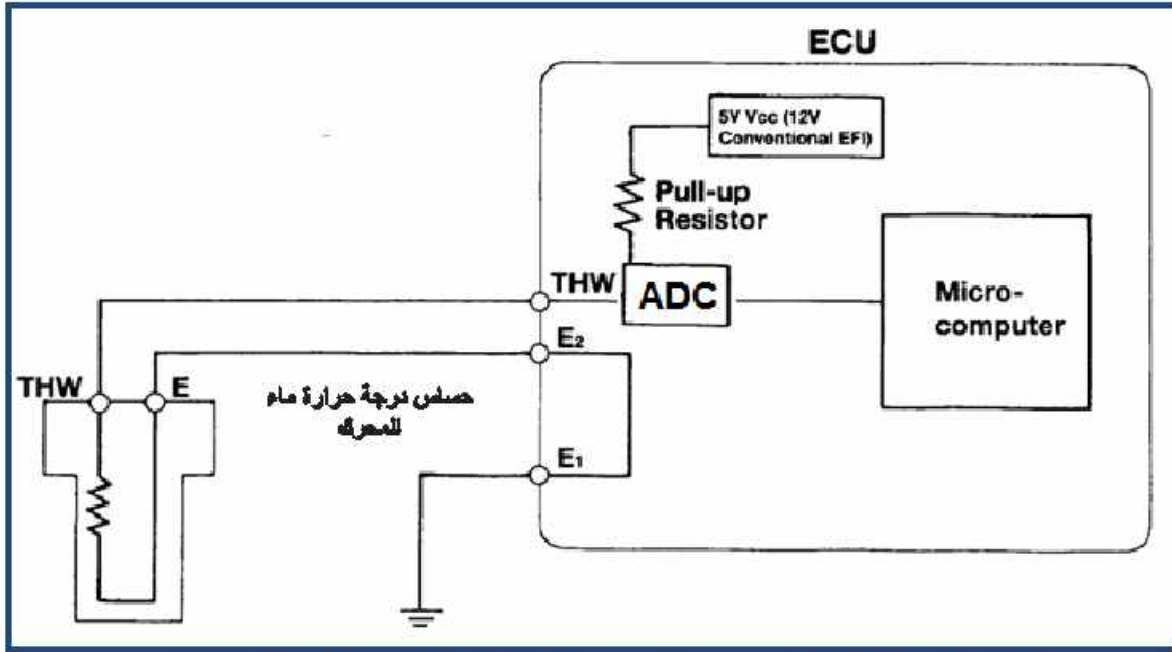 ECU
5V Vcc (12V
Conventional EFI)
Pull-up
Resistor
THW
ADC
Micro-
computer
E2
THW
E
حساس درجة حرارة ماء
المحرك
E1